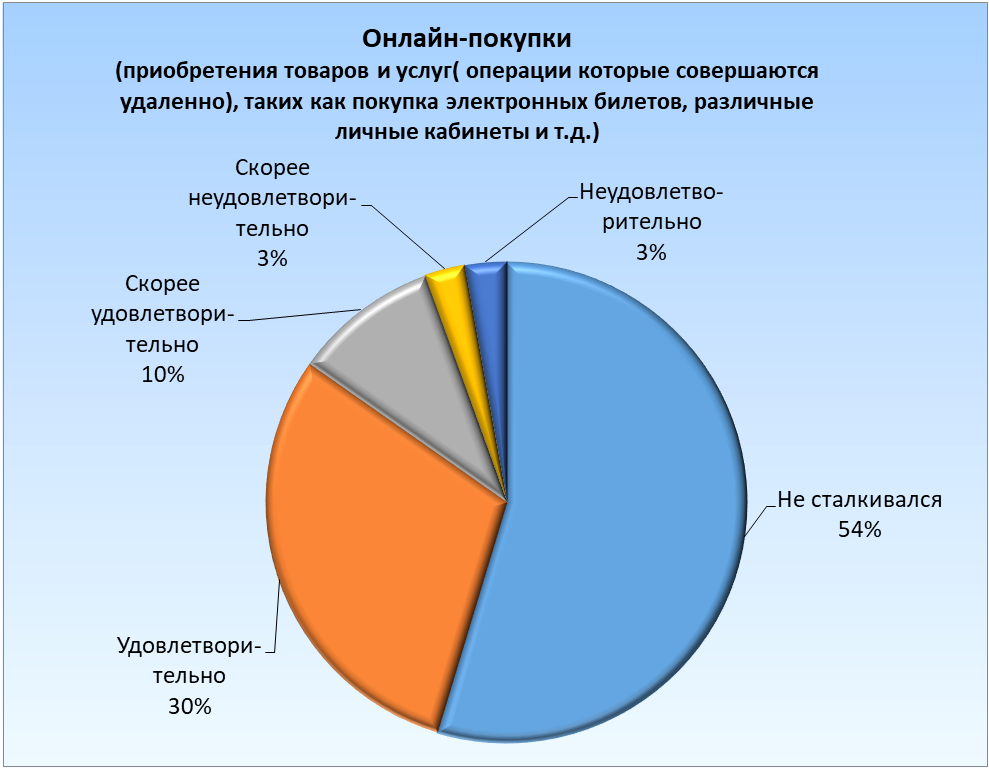 Онлайн-покупки
(приобретения товаров и услуг( операции которые совершаются
удаленно), таких как покупка электронных билетов, различные
личные кабинеты и т.д.)
Скорее
неудовлетвори-
тельно
3%
Неудовлетво-
рительно
3%
Скорее
удовлетвори-
тельно
10%
Не сталкивался
54%
Удовлетвори-
тельно
30%